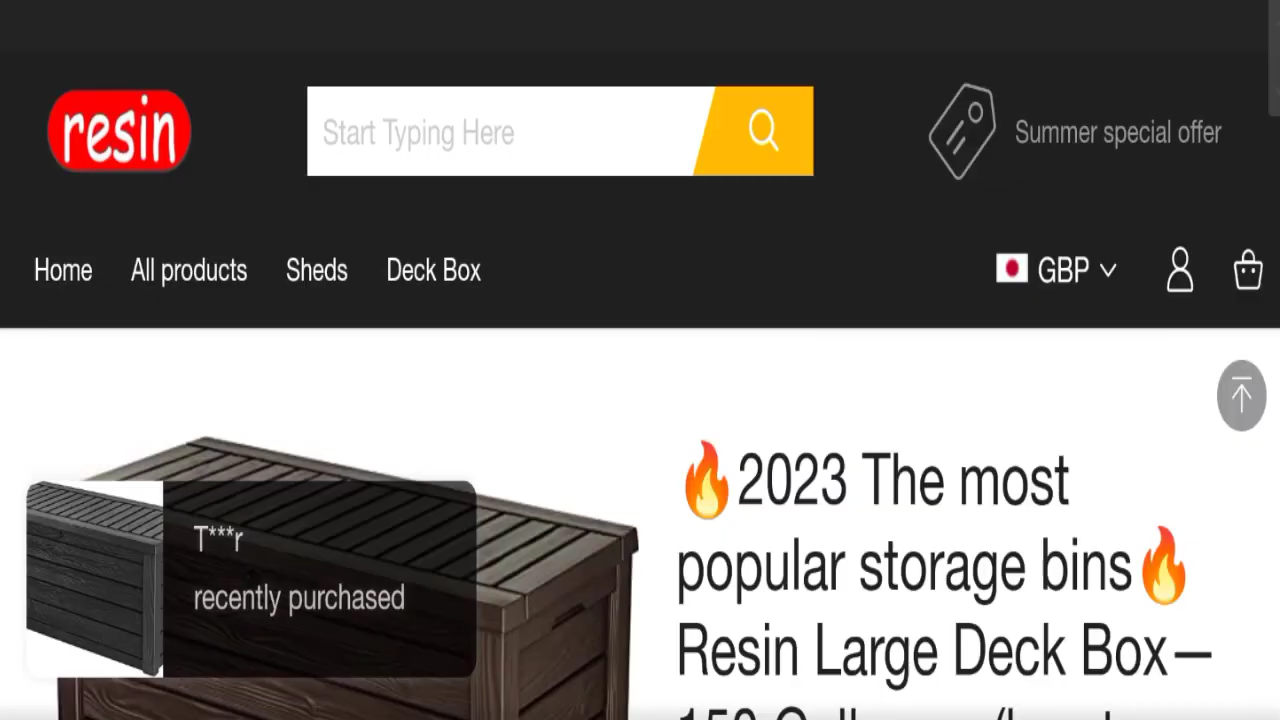 resin
Start Typing Here
Summer special offer
Home
All products
Sheds
Deck Box
GBP
🔥2023 The most
popular storage bins🔥
Resin Large Deck Box—
T***r
recently purchased